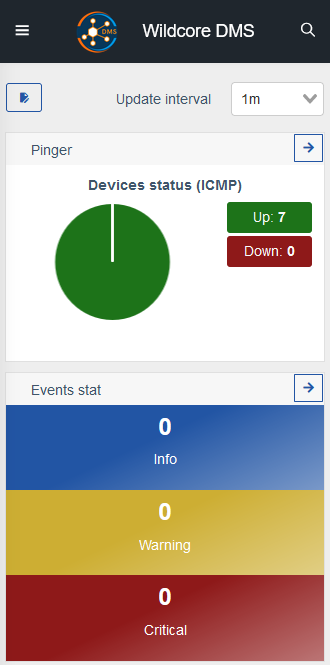 DMS
Wildcore DMS
Update interval
1m
Pinger
Devices status (ICMP)
Up: 7
Down: 0
Events stat
0
Info
0
Warning
0
Critical